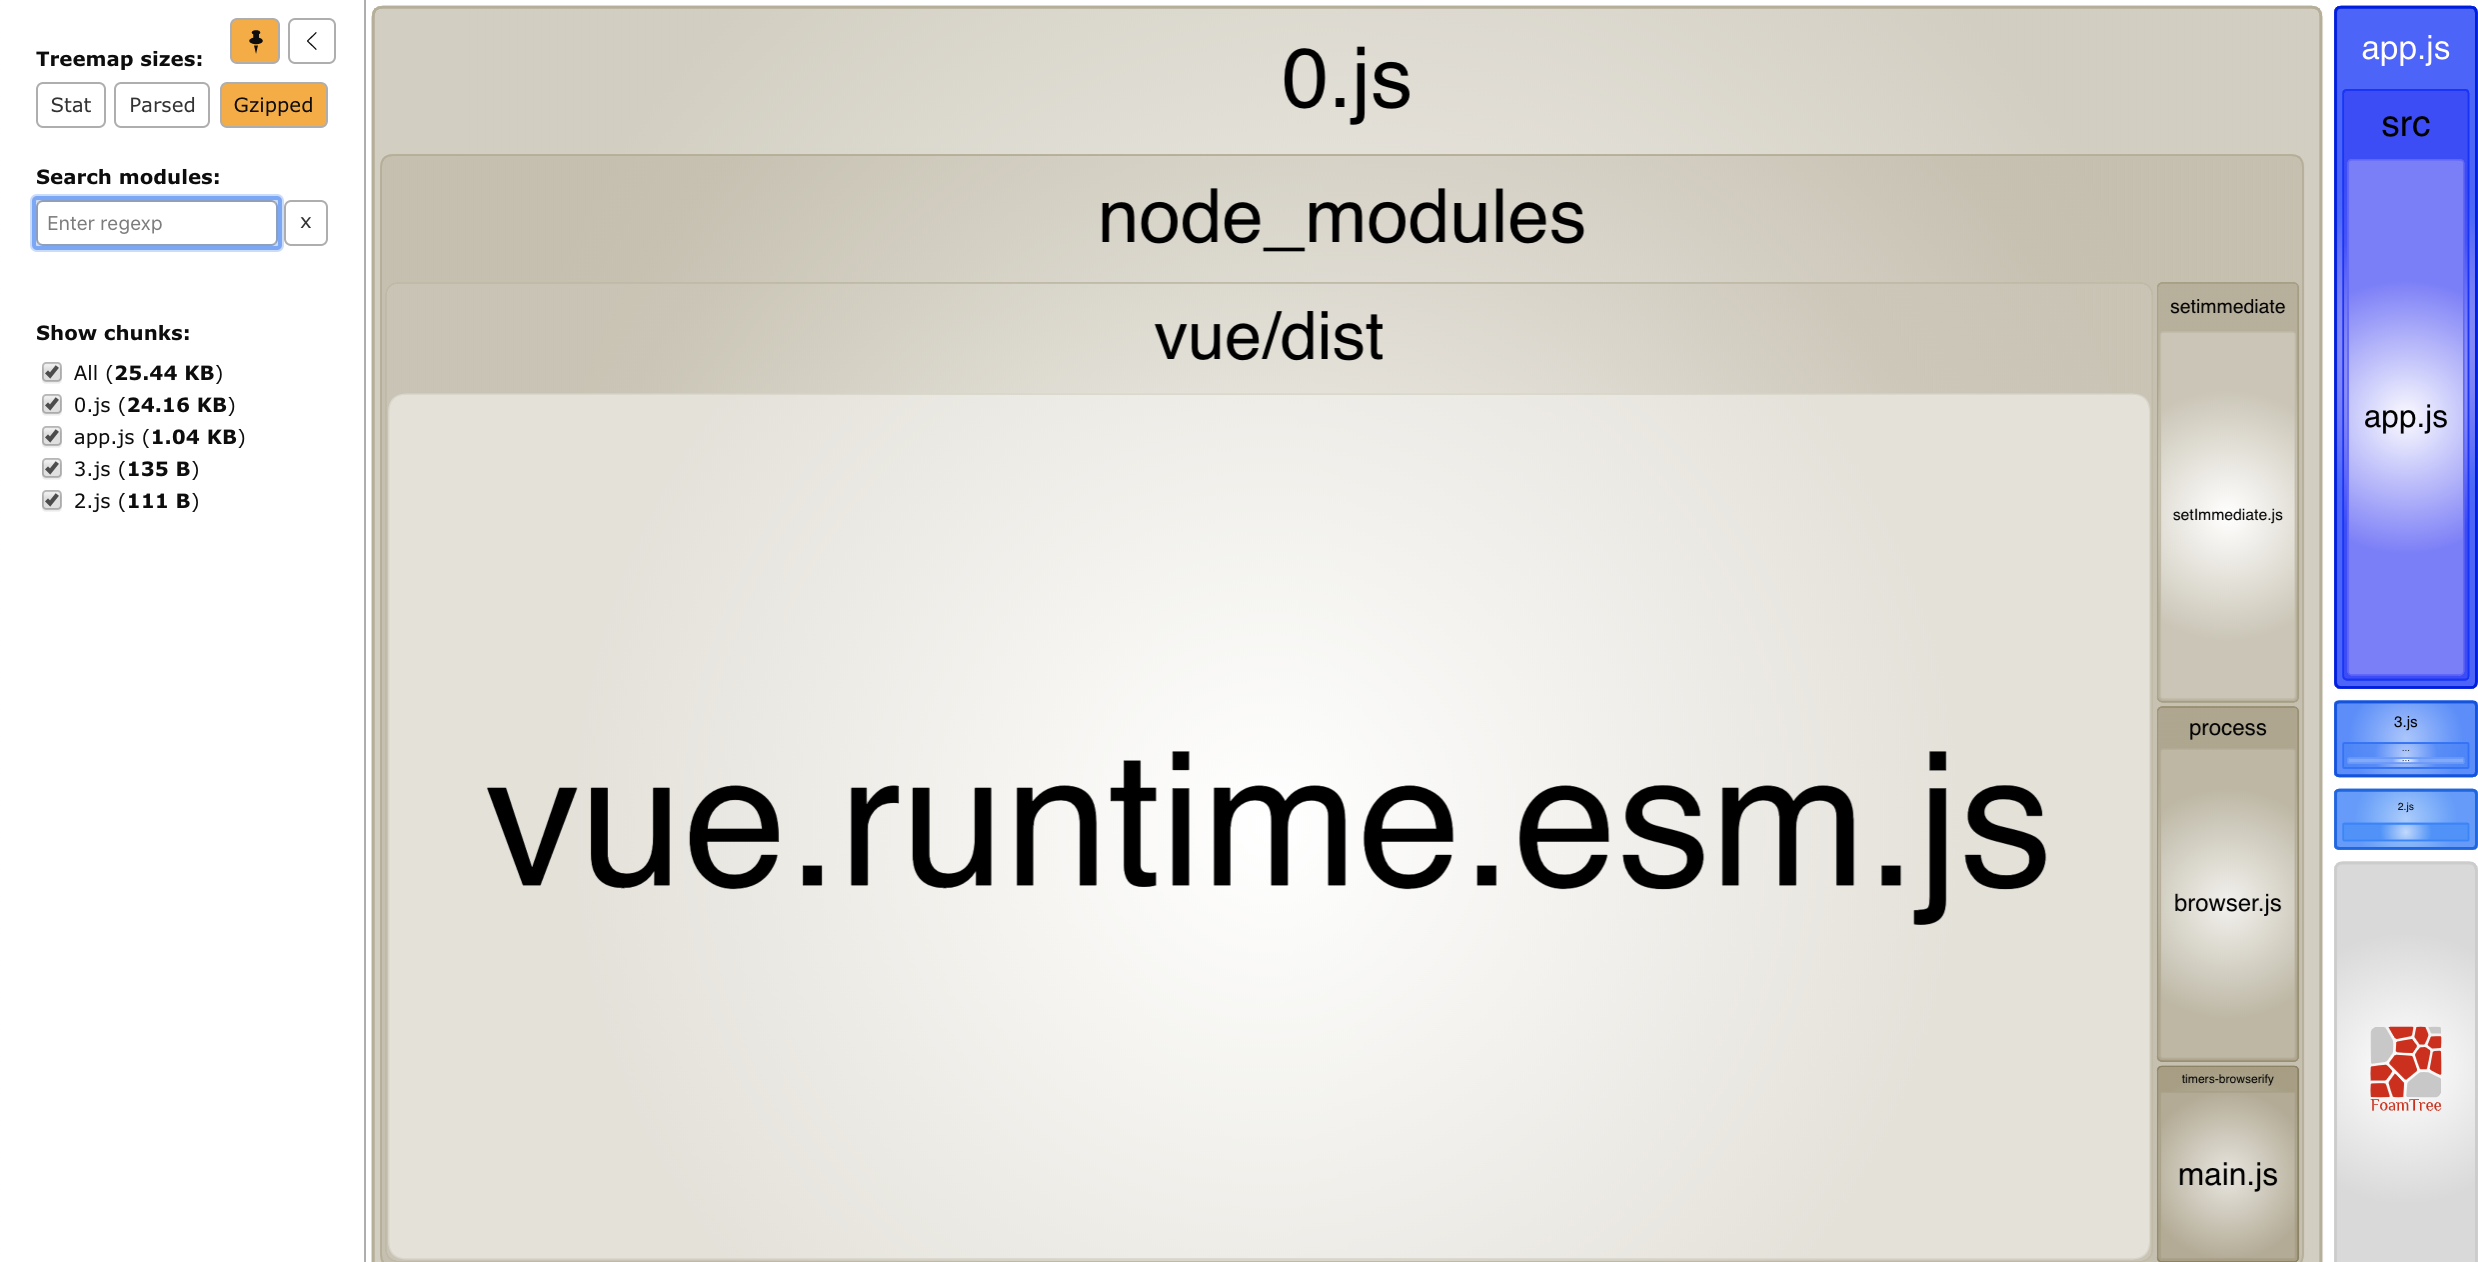 Treemap sizes:
<
Stat
Parsed
Gzipped
Search modules:
Enter regexp
x
Show chunks:
All (25.44 KB)
0.js (24.16 KB)
app.js (1.04 KB)
3.js (135 B)
2.js (111 B)
0.js
node_modules
vue/dist
vue.runtime.esm.js
setimmediate
setImmediate.js
process
browser.js
timers-browserify
main.js
app.js
src
app.js
3.js
...
...
2.js
FoamTree